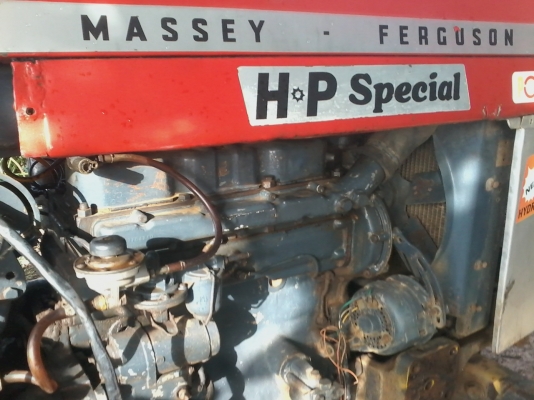 MASSEY - FERGUSON
H P Special